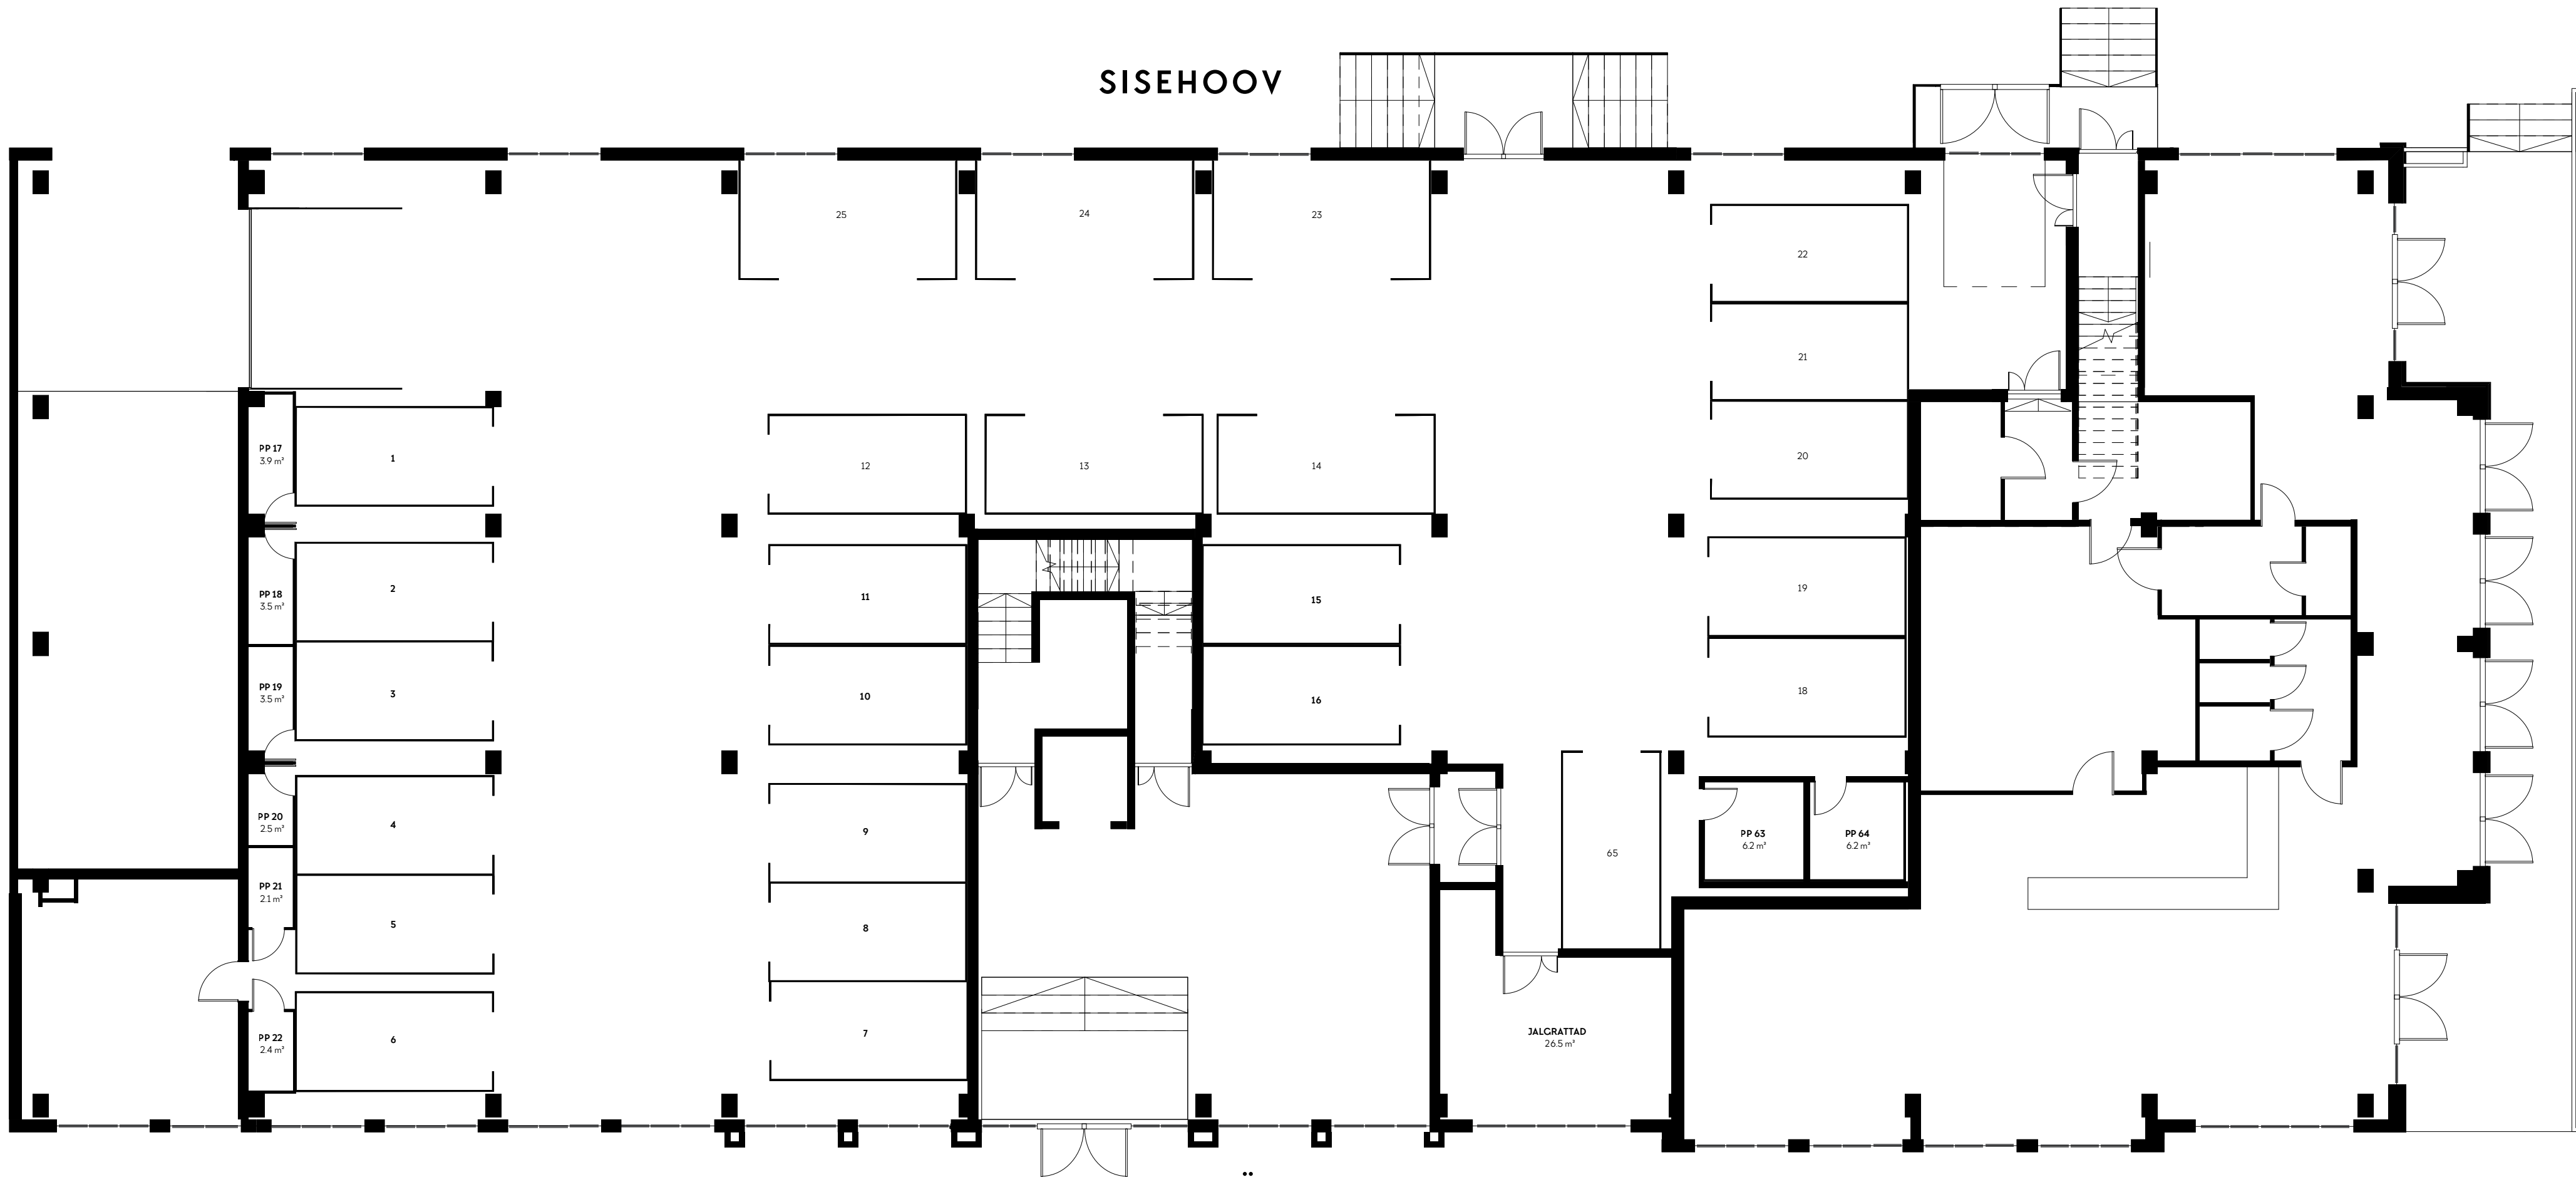 SISEHOOV
25
24
23
22
21
20
PP 17
3.9 m²
1
12
13
14
PP 18
3.5 m²
2
11
15
19
PP 19
3.5 m²
3
10
16
18
PP 20
2.5 m²
4
9
65
PP 63
6.2 m²
PP 64
6.2 m²
PP 21
2.1 m²
5
8
PP 22
2.4 m²
6
7
JALGRATTAD
26.5 m²